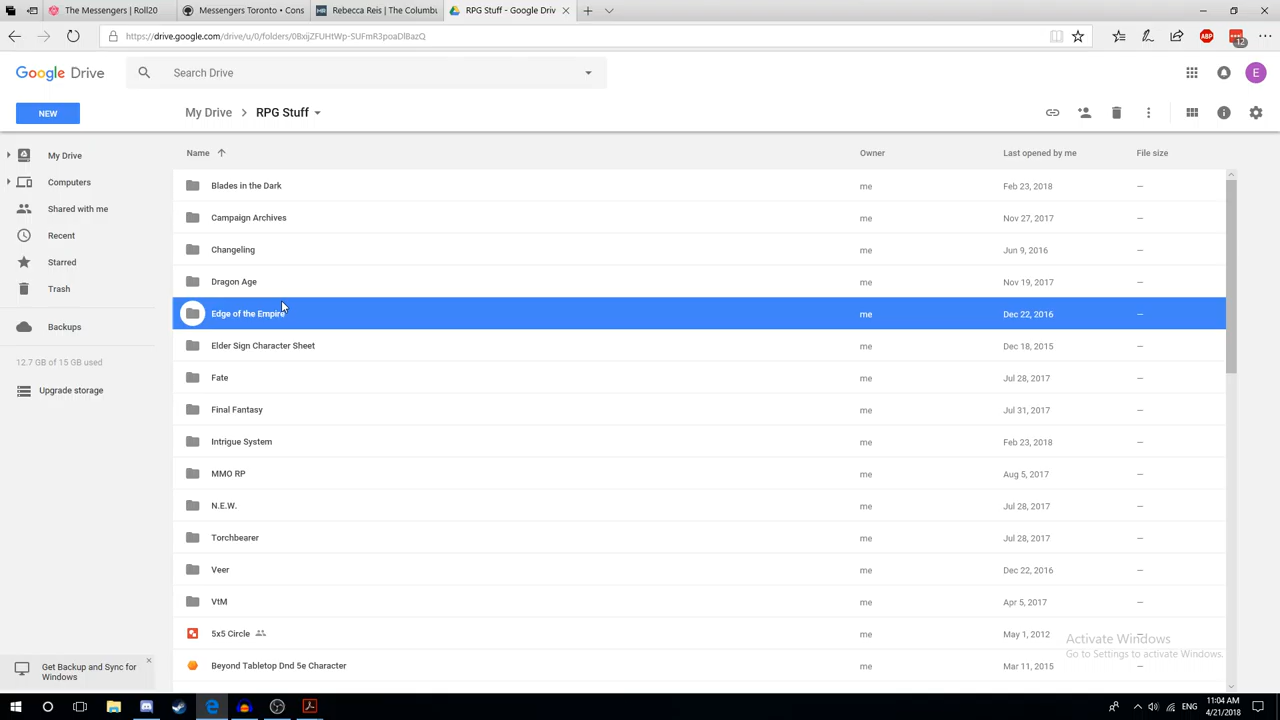 The Messengers | Roll20
Messengers Toronto • Cons
Rebecca Reis | The Columbu
RPG Stuff - Google Driv
https://drive.google.com/drive/u/0/folders/0BxijZFUHtWp-SUFmR3poaDlBazQ
ABP
12
Google Drive
Search Drive
E
NEW
My Drive > RPG Stuff
Name
Owner
Last opened by me
File size
My Drive
Computers
Shared with me
Recent
Starred
Trash
Backups
12.7 GB of 15 GB used
Upgrade storage
Blades in the Dark me Feb 23, 2018 —
Campaign Archives me Nov 27, 2017 —
Changeling me Jun 9, 2016 —
Dragon Age me Nov 19, 2017 —
Edge of the Empire me Dec 22, 2016 —
Elder Sign Character Sheet me Dec 18, 2015 —
Fate me Jul 28, 2017 —
Final Fantasy me Jul 31, 2017 —
Intrigue System me Feb 23, 2018 —
MMO RP me Aug 5, 2017 —
N.E.W. me Jul 28, 2017 —
Torchbearer me Jul 28, 2017 —
Veer me Dec 22, 2016 —
VtM me Apr 5, 2017 —
5x5 Circle me May 1, 2012 —
Beyond Tabletop Dnd 5e Character me Mar 11, 2015 —
Activate Windows
Go to Settings to activate Windows.
Get Backup and Sync for
Windows
ENG
11:04 AM
4/21/2018